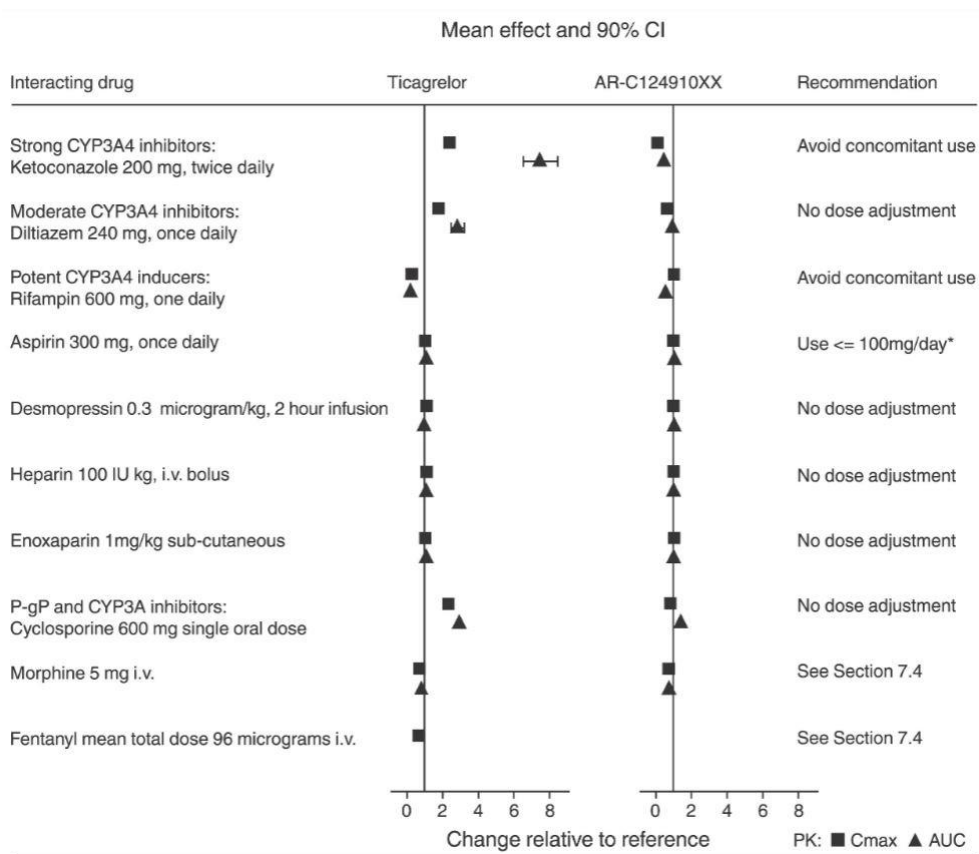 Mean effect and 90% CI
Interacting drug Ticagrelor AR-C124910XX Recommendation
Strong CYP3A4 inhibitors: Avoid concomitant use
Ketoconazole 200 mg, twice daily
Moderate CYP3A4 inhibitors: No dose adjustment
Diltiazem 240 mg, once daily
Potent CYP3A4 inducers: Avoid concomitant use
Rifampin 600 mg, one daily
Aspirin 300 mg, once daily Use <= 100mg/day*
Desmopressin 0.3 microgram/kg, 2 hour infusion No dose adjustment
Heparin 100 IU kg, i.v. bolus No dose adjustment
Enoxaparin 1mg/kg sub-cutaneous No dose adjustment
P-gP and CYP3A inhibitors: No dose adjustment
Cyclosporine 600 mg single oral dose
Morphine 5 mg i.v. See Section 7.4
Fentanyl mean total dose 96 micrograms i.v. See Section 7.4
0 2 4 6 8 0 2 4 6 8
Change relative to reference PK: ■ Cmax ▲ AUC